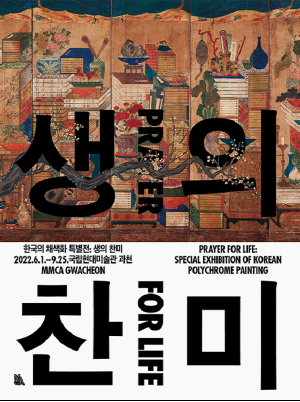 생의
PRAYER
한국의 채색화 특별전: 생의 찬미
2022.6.1.–9.25.국립현대미술관 과천
MMCA GWACHEON
PRAYER FOR LIFE:
SPECIAL EXHIBITION OF KOREAN
POLYCHROME PAINTING
찬미
FOR LIFE